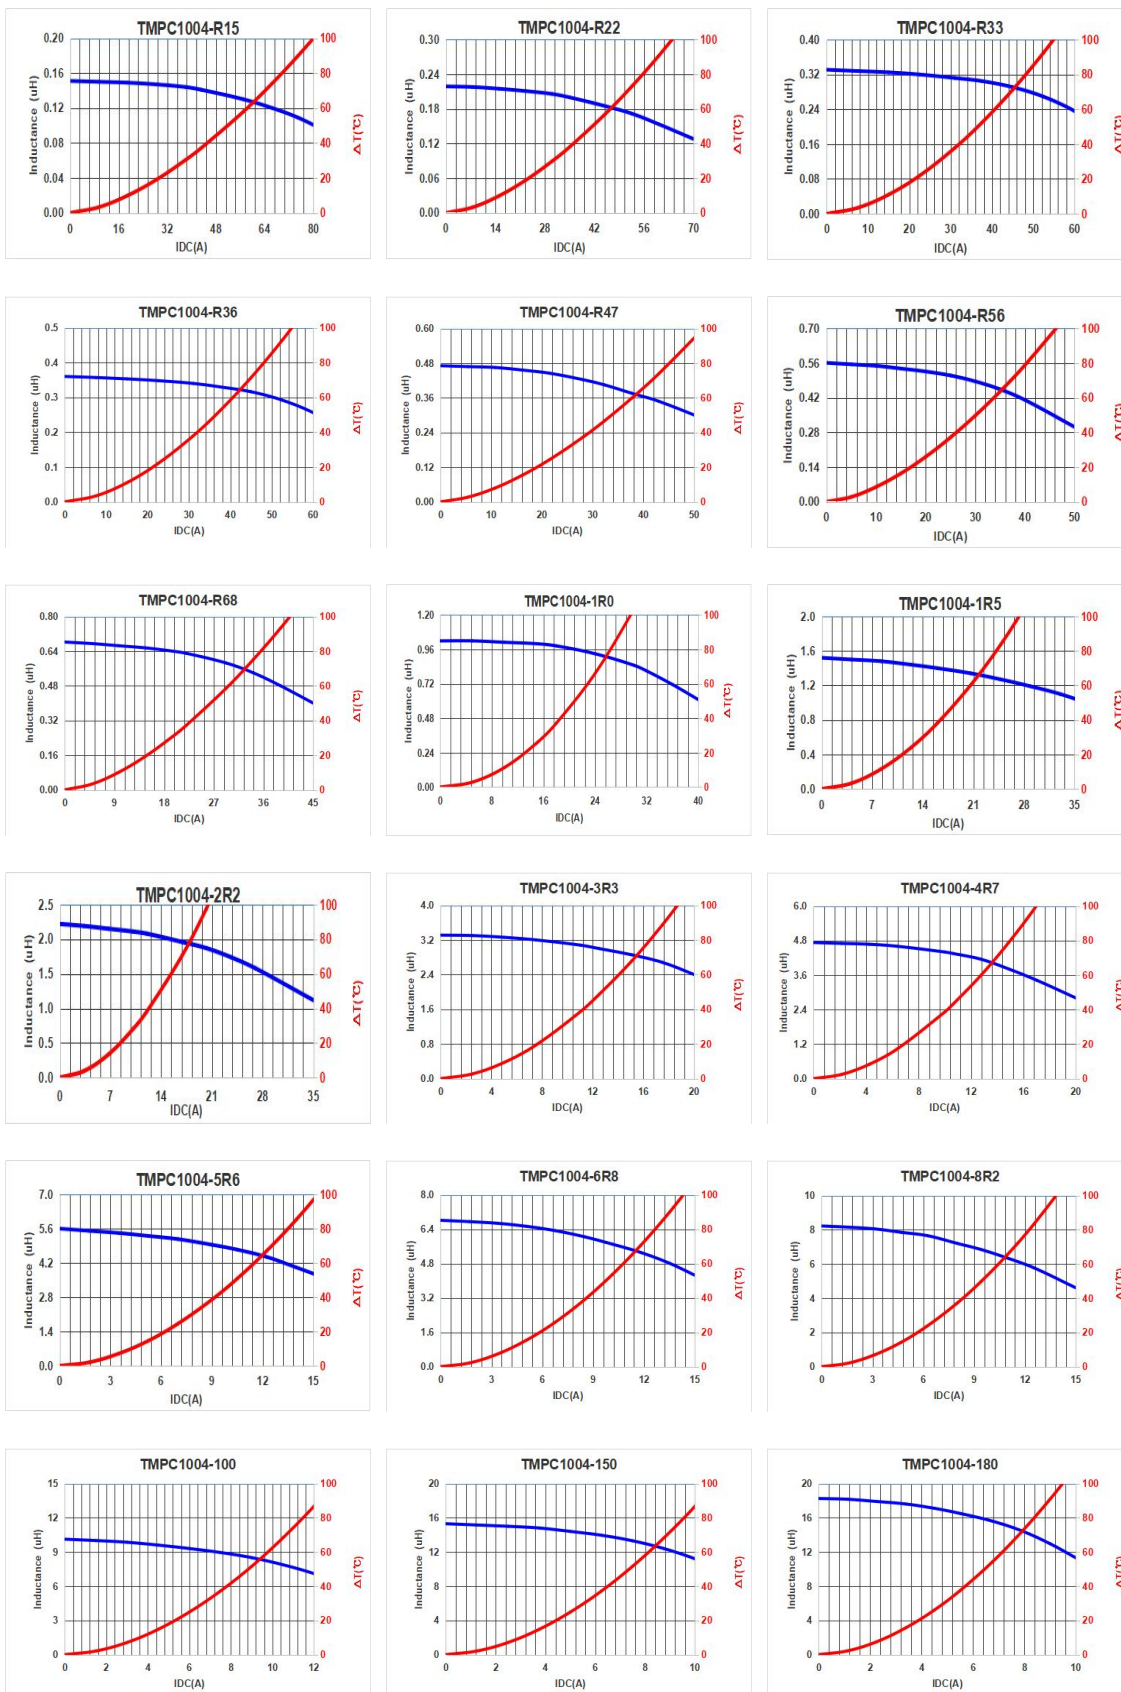 TMPC1004-R15
Inductance (uH)
0.20
0.16
0.12
0.08
0.04
0.00
100
80
60
40
20
0
△T(℃)
0 16 32 48 64 80
IDC(A)
TMPC1004-R22
Inductance (uH)
0.30
0.24
0.18
0.12
0.06
0.00
100
80
60
40
20
0
△T(℃)
0 14 28 42 56 70
IDC(A)
TMPC1004-R33
Inductance (uH)
0.40
0.32
0.24
0.16
0.08
0.00
100
80
60
40
20
0
△T(℃)
0 10 20 30 40 50 60
IDC(A)
TMPC1004-R36
Inductance (uH)
0.5
0.4
0.3
0.2
0.1
0.0
100
80
60
40
20
0
△T(℃)
0 10 20 30 40 50 60
IDC(A)
TMPC1004-R47
Inductance (uH)
0.60
0.48
0.36
0.24
0.12
0.00
100
80
60
40
20
0
△T(℃)
0 10 20 30 40 50
IDC(A)
TMPC1004-R56
Inductance (uH)
0.70
0.56
0.42
0.28
0.14
0.00
100
80
60
40
20
0
△T(℃)
0 10 20 30 40 50
IDC(A)
TMPC1004-R68
Inductance (uH)
0.80
0.64
0.48
0.32
0.16
0.00
100
80
60
40
20
0
△T(℃)
0 9 18 27 36 45
IDC(A)
TMPC1004-1R0
Inductance (uH)
1.20
0.96
0.72
0.48
0.24
0.00
100
80
60
40
20
0
△T(℃)
0 8 16 24 32 40
IDC(A)
TMPC1004-1R5
Inductance (uH)
2.0
1.6
1.2
0.8
0.4
0.0
100
80
60
40
20
0
△T(℃)
0 7 14 21 28 35
IDC(A)
TMPC1004-2R2
Inductance (uH)
2.5
2.0
1.5
1.0
0.5
0.0
100
80
60
40
20
0
△T(℃)
0 7 14 21 28 35
IDC(A)
TMPC1004-3R3
Inductance (uH)
4.0
3.2
2.4
1.6
0.8
0.0
100
80
60
40
20
0
△T(℃)
0 4 8 12 16 20
IDC(A)
TMPC1004-4R7
Inductance (uH)
6.0
4.8
3.6
2.4
1.2
0.0
100
80
60
40
20
0
△T(℃)
0 4 8 12 16 20
IDC(A)
TMPC1004-5R6
Inductance (uH)
7.0
5.6
4.2
2.8
1.4
0.0
100
80
60
40
20
0
△T(℃)
0 3 6 9 12 15
IDC(A)
TMPC1004-6R8
Inductance (uH)
8.0
6.4
4.8
3.2
1.6
0.0
100
80
60
40
20
0
△T(℃)
0 3 6 9 12 15
IDC(A)
TMPC1004-8R2
Inductance (uH)
10
8
6
4
2
0
100
80
60
40
20
0
△T(℃)
0 3 6 9 12 15
IDC(A)
TMPC1004-100
Inductance (uH)
15
12
9
6
3
0
100
80
60
40
20
0
△T(℃)
0 2 4 6 8 10 12
IDC(A)
TMPC1004-150
Inductance (uH)
20
16
12
8
4
0
100
80
60
40
20
0
△T(℃)
0 2 4 6 8 10
IDC(A)
TMPC1004-180
Inductance (uH)
20
16
12
8
4
0
100
80
60
40
20
0
△T(℃)
0 2 4 6 8 10
IDC(A)